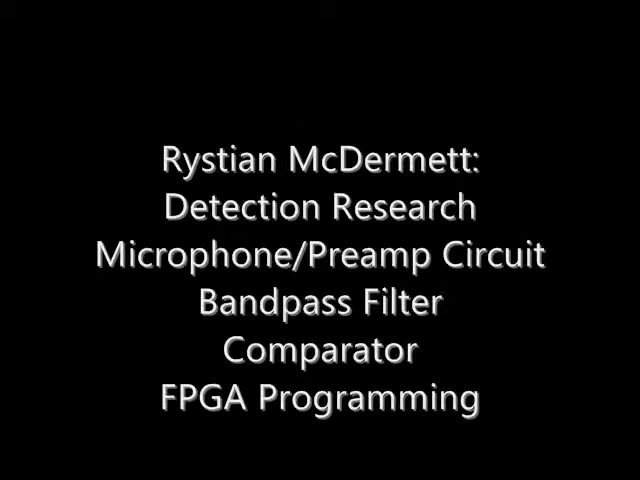 Rystian McDermett:
Detection Research
Microphone/Preamp Circuit
Bandpass Filter
Comparator
FPGA Programming